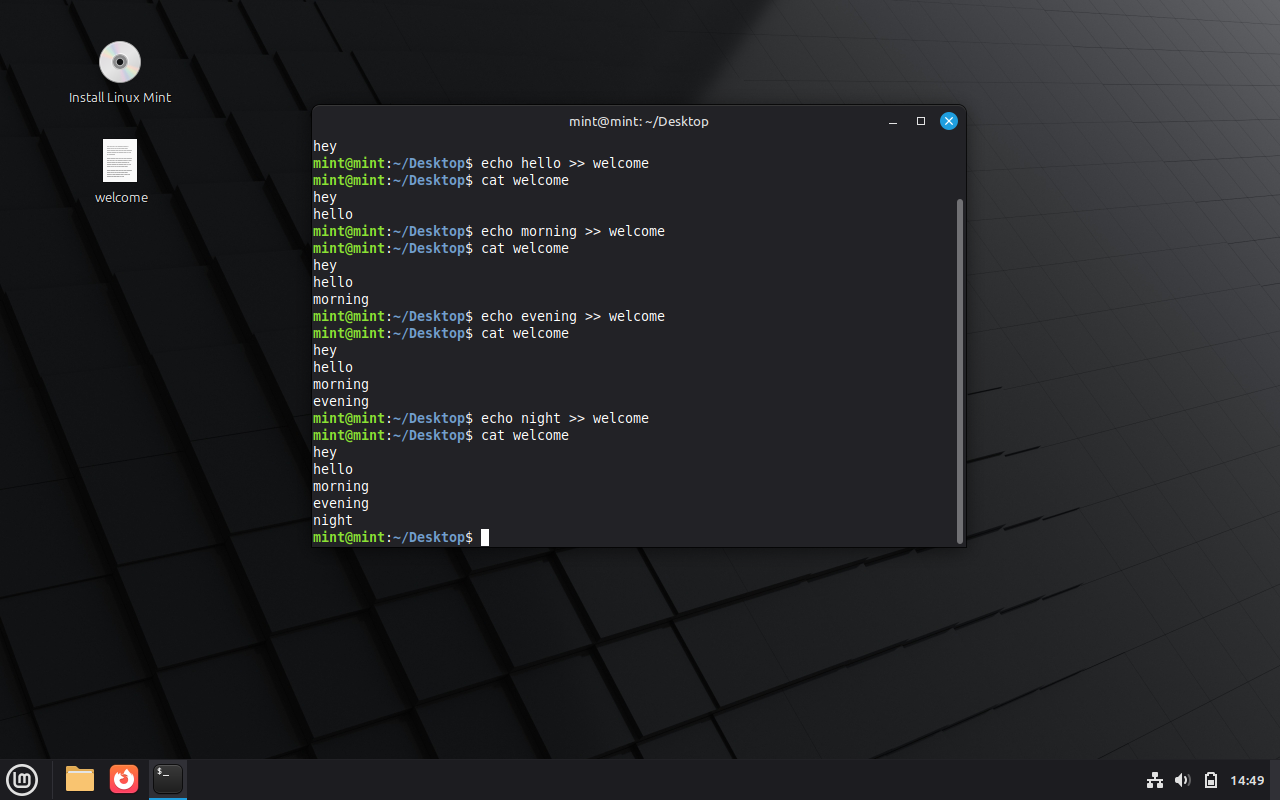 Install Linux Mint
welcome
mint@mint: ~/Desktop
hey
mint@mint:~/Desktop$ echo hello >> welcome
mint@mint:~/Desktop$ cat welcome
hey
hello
mint@mint:~/Desktop$ echo morning >> welcome
mint@mint:~/Desktop$ cat welcome
hey
hello
morning
mint@mint:~/Desktop$ echo evening >> welcome
mint@mint:~/Desktop$ cat welcome
hey
hello
morning
evening
mint@mint:~/Desktop$ echo night >> welcome
mint@mint:~/Desktop$ cat welcome
hey
hello
morning
evening
night
mint@mint:~/Desktop$
$_
14:49